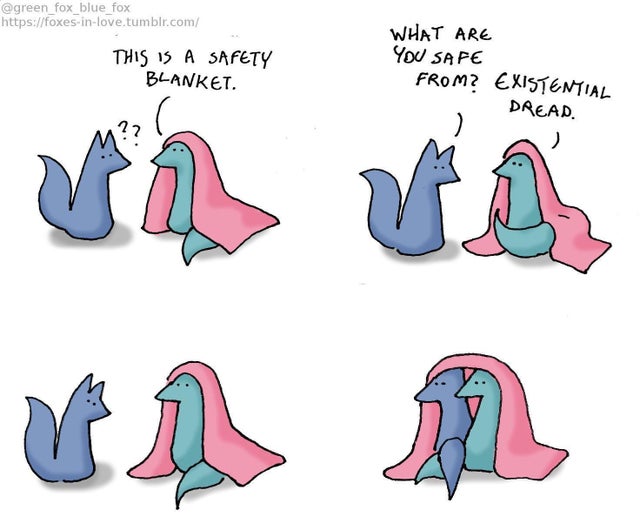 @green_fox_blue_fox
https://foxes-in-love.tumblr.com/
THIS IS A SAFETY
BLANKET.
??
WHAT ARE
YOU SAFE
FROM?
EXISTENTIAL
DREAD.